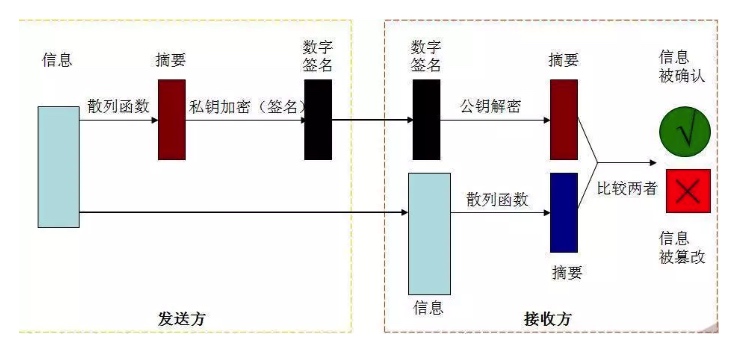 信息
摘要
数字
签名
散列函数
私钥加密（签名）
发送方
数字
签名
摘要
信息
被确认
公钥解密
散列函数
比较两者
信息
被篡改
摘要
信息
接收方